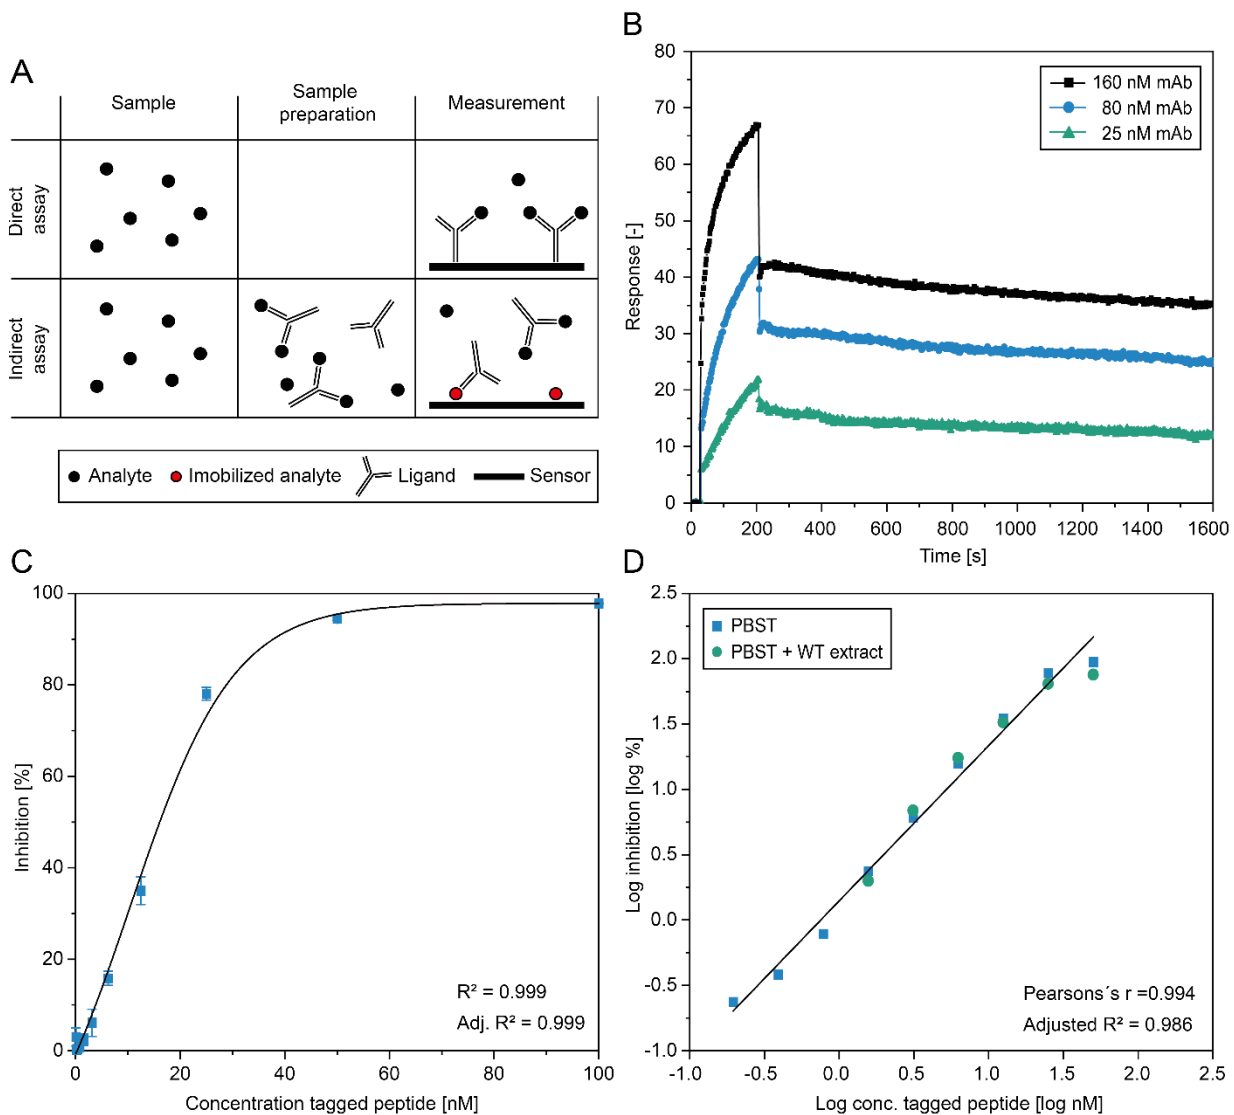 A
Sample
Sample
preparation
Measurement
Direct
assay
Indirect
assay
Analyte
Imobilized analyte
Ligand
Sensor
B
80
70
60
50
40
30
20
10
0
Response [-]
160 nM mAb
80 nM mAb
25 nM mAb
0 200 400 600 800 1000 1200 1400 1600
Time [s]
C
100
80
60
40
20
0
Inhibition [%]
R² = 0.999
Adj. R² = 0.999
0 20 40 60 80 100
Concentration tagged peptide [nM]
D
2.5
2.0
1.5
1.0
0.5
0.0
-0.5
-1.0
Log inhibition [log %]
PBST
PBST + WT extract
Pearsons´s r =0.994
Adjusted R² = 0.986
-1.0 -0.5 0.0 0.5 1.0 1.5 2.0 2.5
Log conc. tagged peptide [log nM]